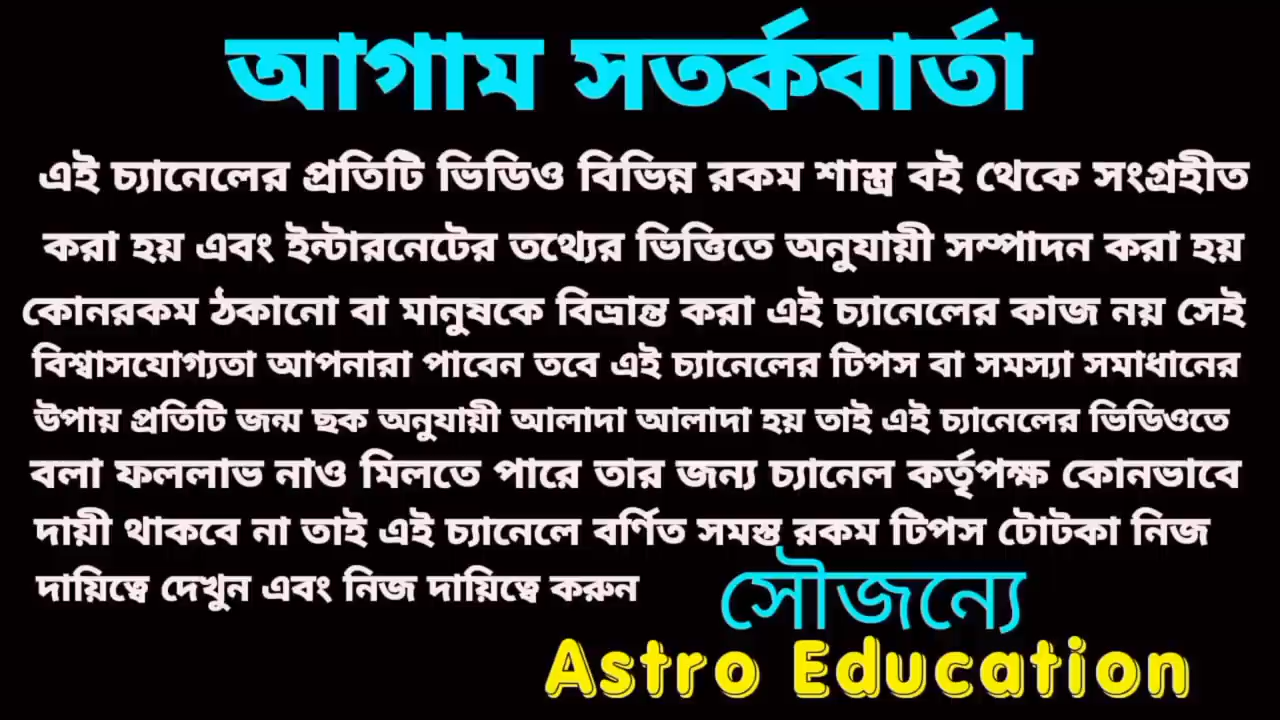 আগাম সতর্কবার্তা
এই চ্যানেলের প্রতিটি ভিডিও বিভিন্ন রকম শাস্ত্র বই থেকে সংগ্রহীত
করা হয় এবং ইন্টারনেটের তথ্যের ভিত্তিতে অনুযায়ী সম্পাদন করা হয়
কোনরকম ঠকানো বা মানুষকে বিভ্রান্ত করা এই চ্যানেলের কাজ নয় সেই
বিশ্বাসযোগ্যতা আপনারা পাবেন তবে এই চ্যানেলের টিপস বা সমস্যা সমাধানের
উপায় প্রতিটি জন্ম ছক অনুযায়ী আলাদা আলাদা হয় তাই এই চ্যানেলের ভিডিওতে
বলা ফললাভ নাও মিলতে পারে তার জন্য চ্যানেল কর্তৃপক্ষ কোনভাবে
দায়ী থাকবে না তাই এই চ্যানেলে বর্ণিত সমস্ত রকম টিপস টোটকা নিজ
দায়িত্বে দেখুন এবং নিজ দায়িত্বে করুন
সৌজন্যে
Astro Education